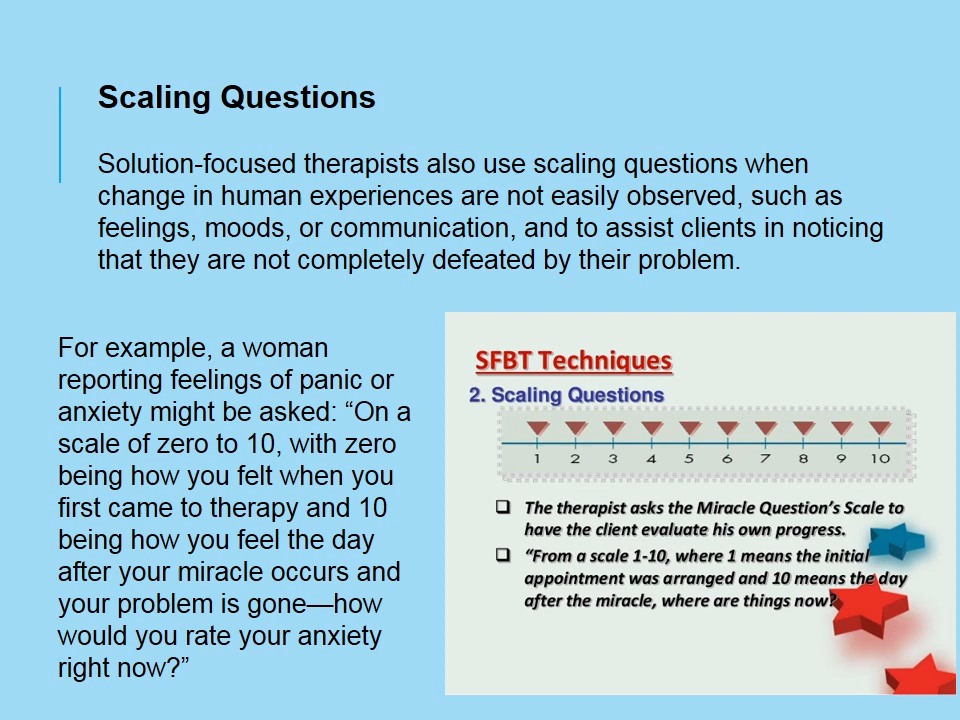 Scaling Questions
Solution-focused therapists also use scaling questions when
change in human experiences are not easily observed, such as
feelings, moods, or communication, and to assist clients in noticing
that they are not completely defeated by their problem.
For example, a woman
reporting feelings of panic or
anxiety might be asked: “On a
scale of zero to 10, with zero
being how you felt when you
first came to therapy and 10
being how you feel the day
after your miracle occurs and
your problem is gone—how
would you rate your anxiety
right now?”
SFBT Techniques
2. Scaling Questions
1 2 3 4 5 6 7 8 9 10
The therapist asks the Miracle Question’s Scale to
have the client evaluate his own progress.
“From a scale 1-10, where 1 means the initial
appointment was arranged and 10 means the day
after the miracle, where are things now?